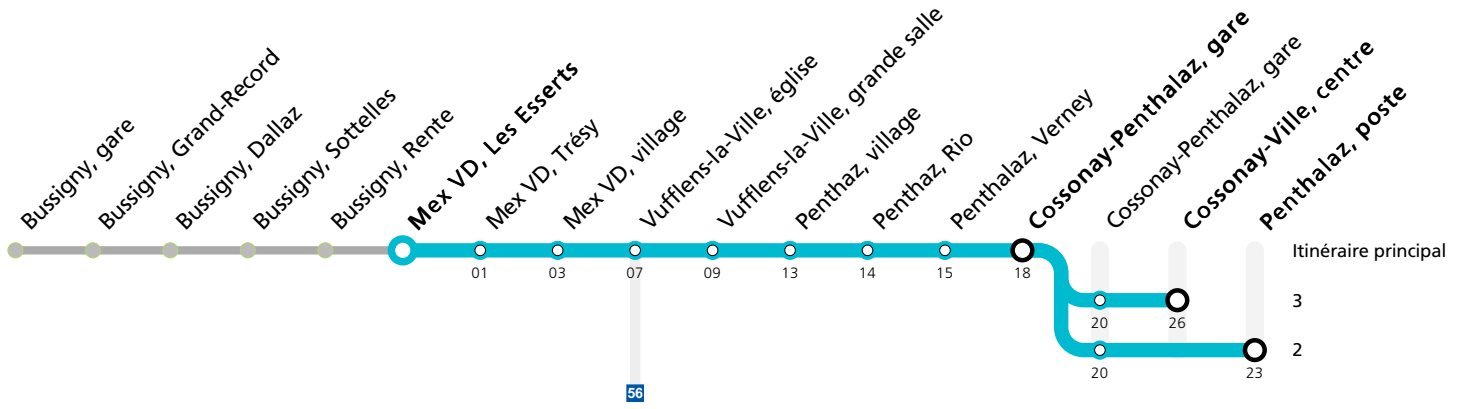 Bussigny, gare
Bussigny, Grand-Record
Bussigny, Dallaz
Bussigny, Sottelles
Bussigny, Rente
Mex VD, Les Esserts
Mex VD, Trésy
Mex VD, village
Vufflens-la-Ville, église
Vufflens-la-Ville, grande salle
Penthaz, village
Penthaz, Rio
Penthalaz, Verney
Cossonay-Penthalaz, gare
Cossonay-Penthalaz, gare
Cossonay-Ville, centre
Penthalaz, poste
Itinéraire principal
01 03 07 09 13 14 15 18
3
20 26
2
20 23
56